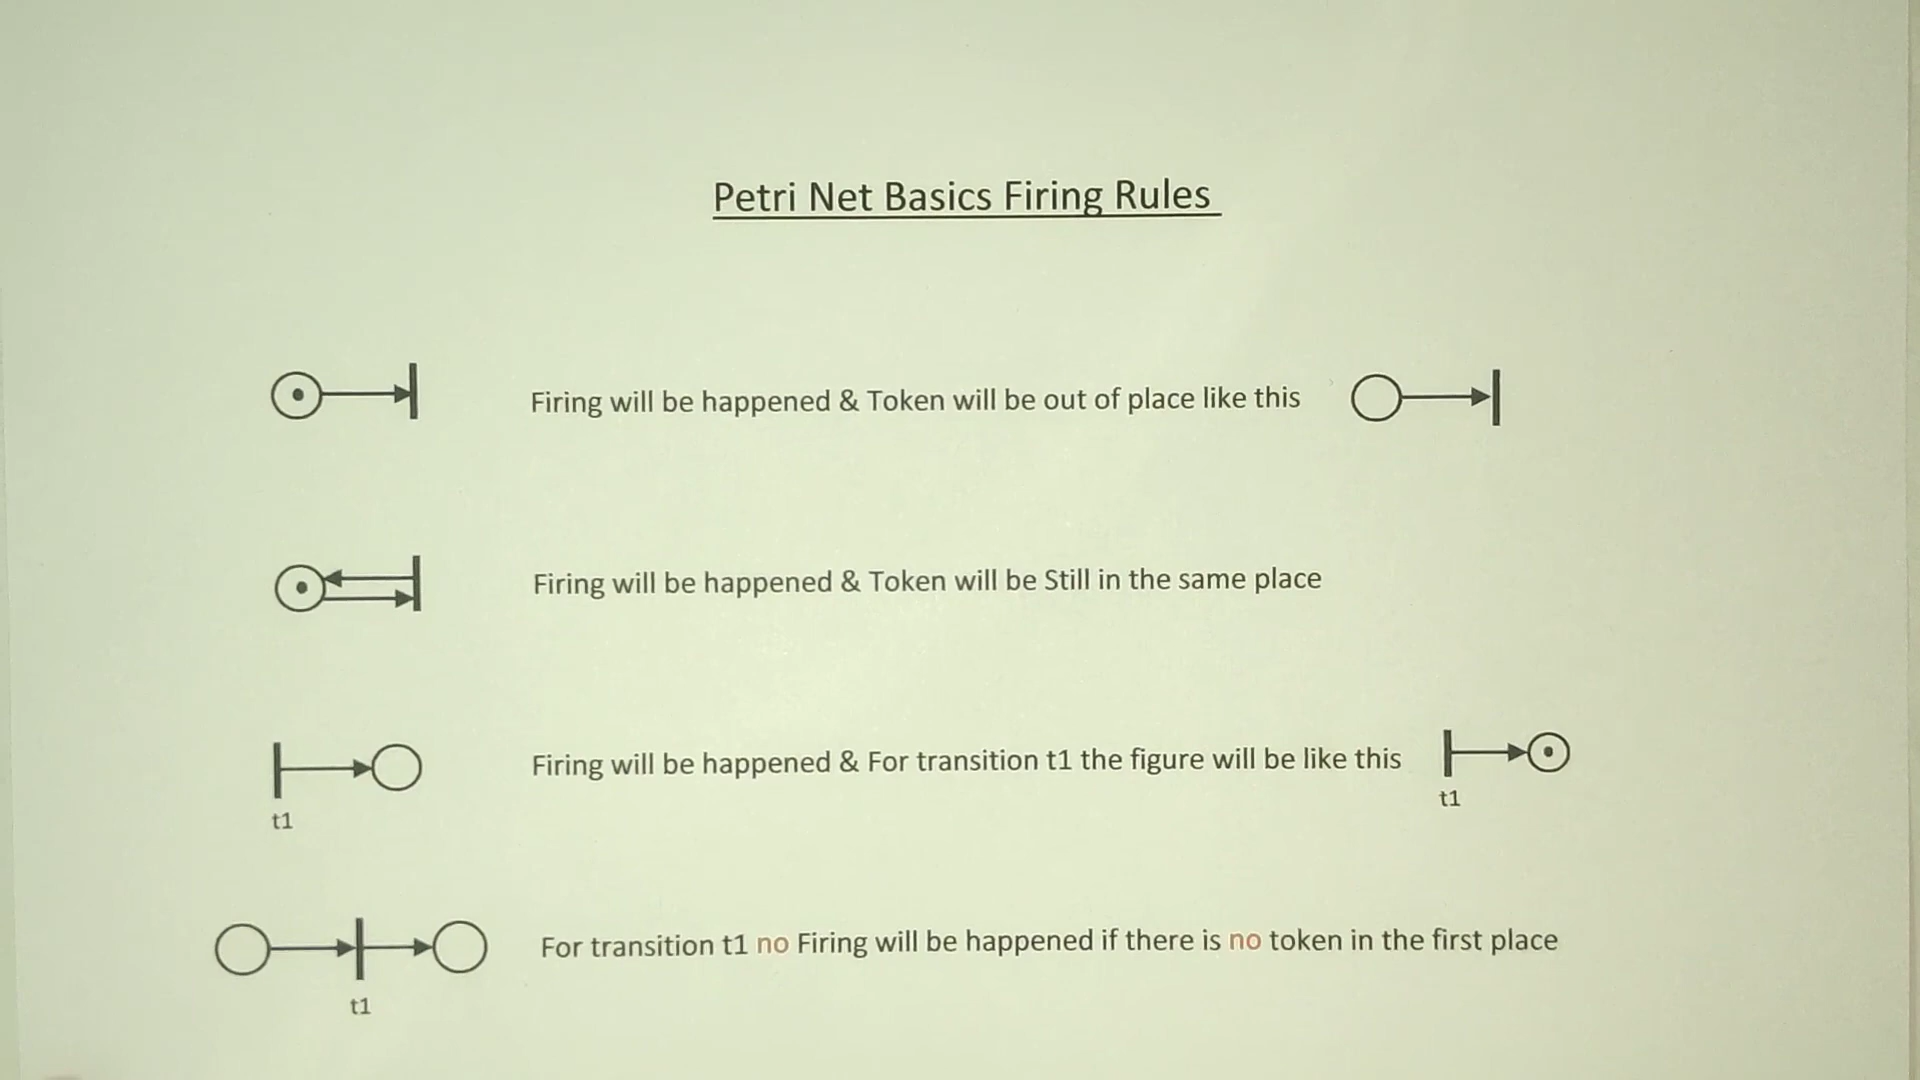 Petri Net Basics Firing Rules
Firing will be happened & Token will be out of place like this
Firing will be happened & Token will be Still in the same place
Firing will be happened & For transition t1 the figure will be like this
t1
t1
For transition t1 no Firing will be happened if there is no token in the first place
t1